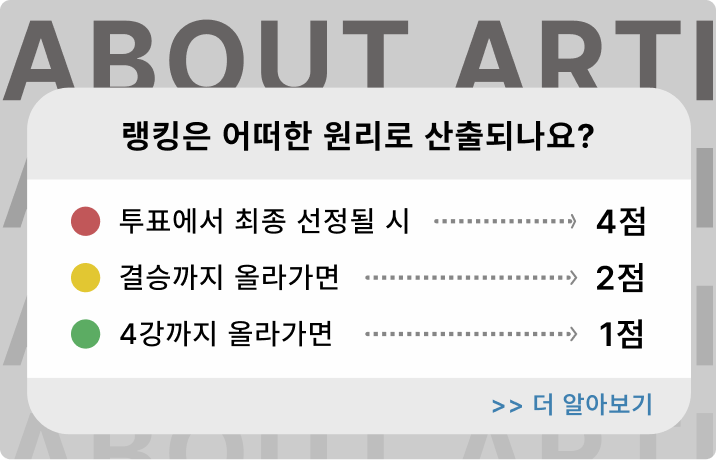 ABOUT ARTI
랭킹은 어떠한 원리로 산출되나요?
투표에서 최종 선정될 시 4점
결승까지 올라가면 2점
4강까지 올라가면 1점
>> 더 알아보기
ABOUT ARTI